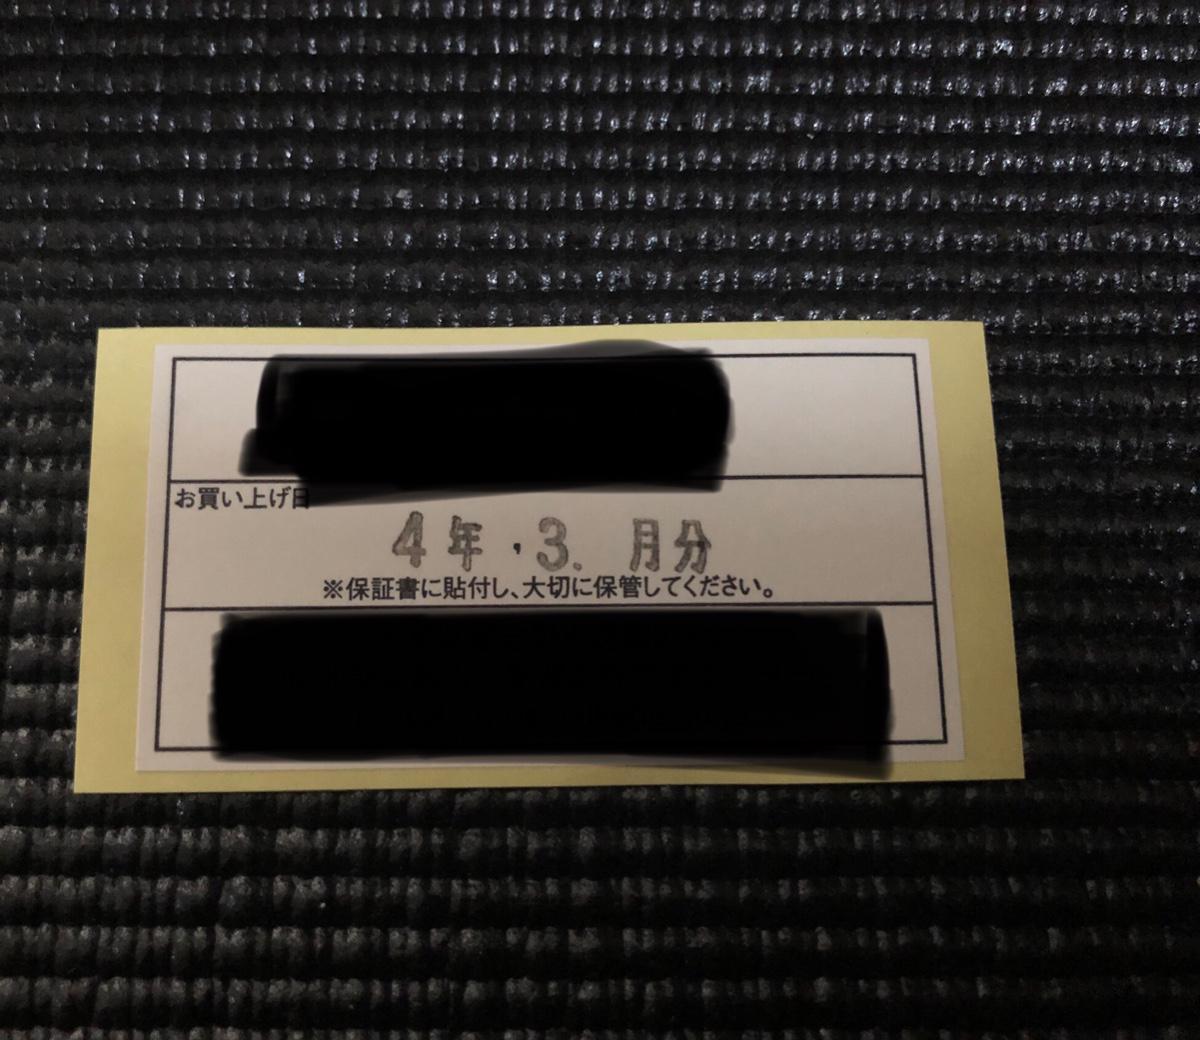 お買い上げ日
4年・3.月分
※保証書に貼付し、大切に保管してください。